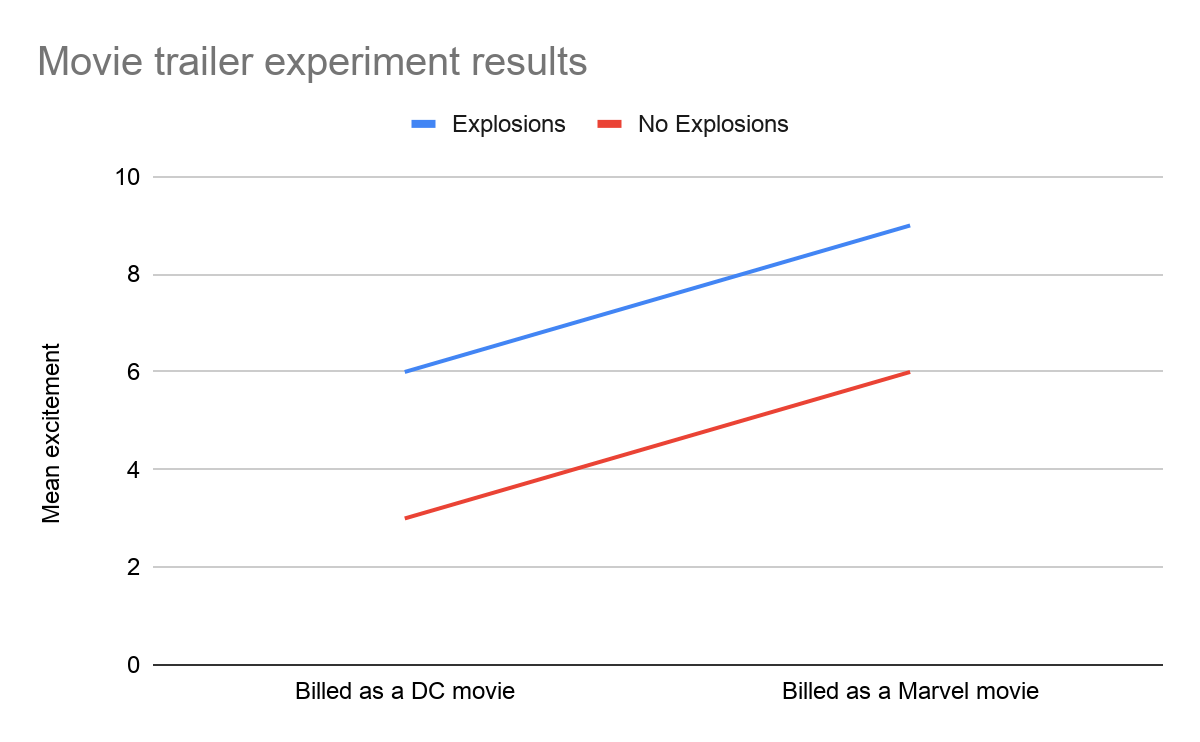 Movie trailer experiment results
Explosions No Explosions
10
8
6
4
2
0
Mean excitement
Billed as a DC movie Billed as a Marvel movie